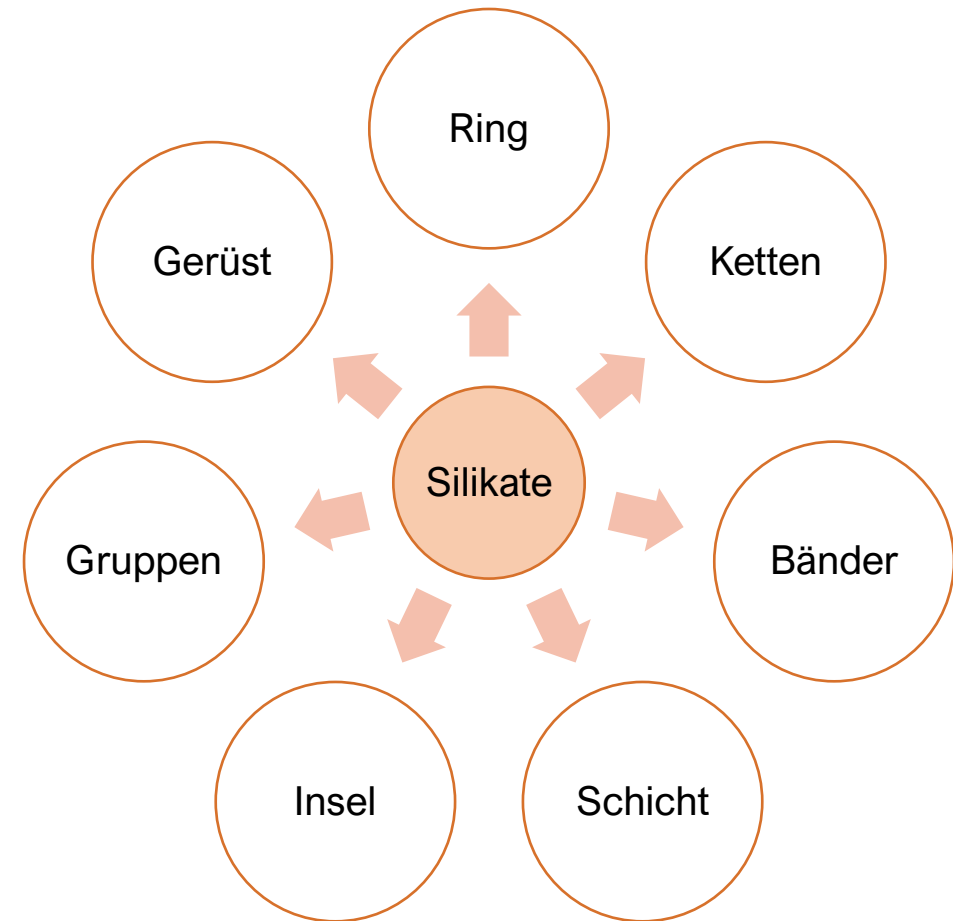 Ring
Gerüst
Ketten
Silikate
Gruppen
Bänder
Insel
Schicht